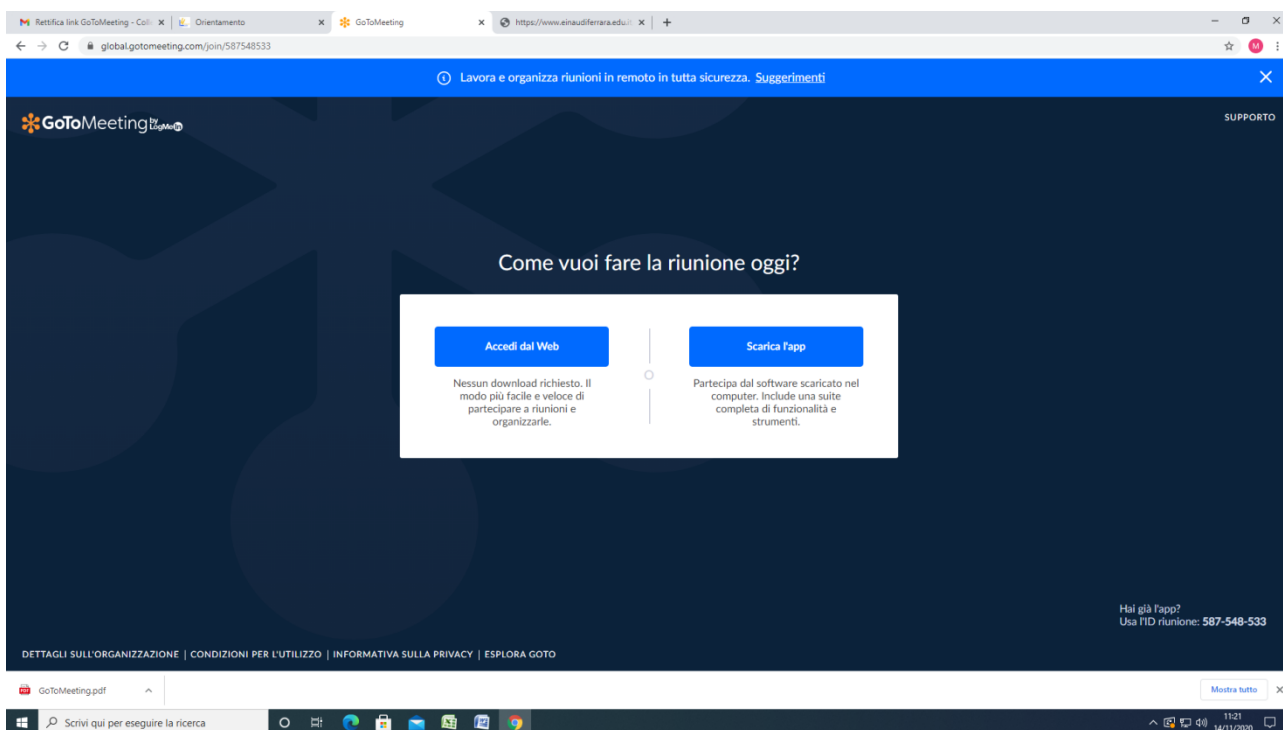 Rettifica link GoToMeeting - Coll
Orientamento
GoToMeeting
https://www.einaudiferrara.edu.it
global.gotomeeting.com/join/587548533
M
Lavora e organizza riunioni in remoto in tutta sicurezza. Suggerimenti
GoToMeeting by LogMeIn
SUPPORTO
Come vuoi fare la riunione oggi?
Accedi dal Web
Nessun download richiesto. Il
modo più facile e veloce di
partecipare a riunioni e
organizzarle.
O
Scarica l'app
Partecipa dal software scaricato nel
computer. Include una suite
completa di funzionalità e
strumenti.
Hai già l'app?
Usa l'ID riunione: 587-548-533
DETTAGLI SULL'ORGANIZZAZIONE | CONDIZIONI PER L'UTILIZZO | INFORMATIVA SULLA PRIVACY | ESPLORA GOTO
GoToMeeting.pdf
Mostra tutto
Scrivi qui per eseguire la ricerca
11:21
14/11/2020